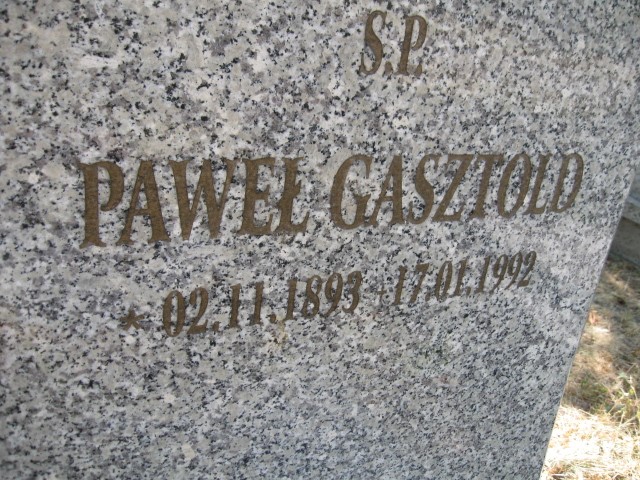 S.P.
PAWEŁ GASZTOLD
* 02.11.1893 +17.01.1992